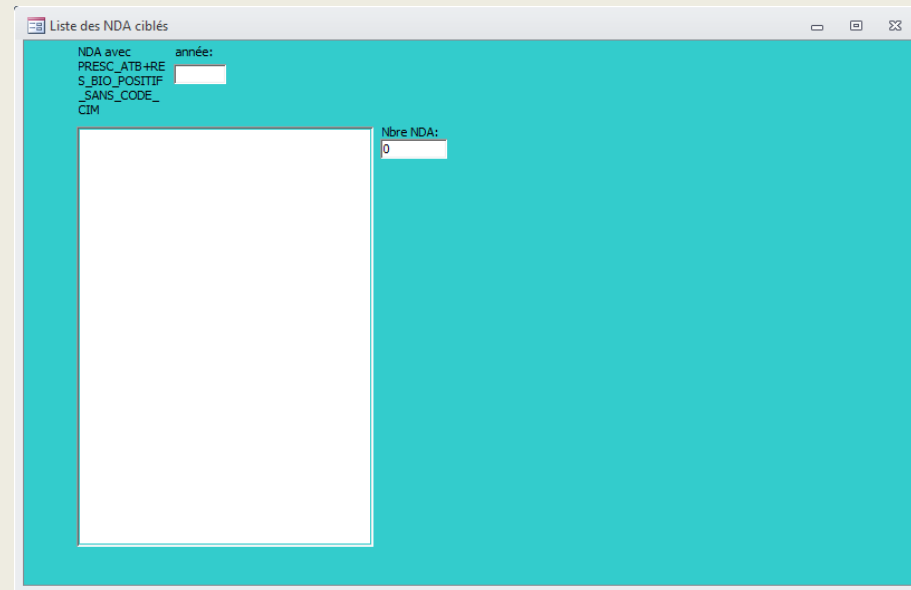 Liste des NDA ciblés
NDA avec
PRESC_ATB+RE
S_BIO_POSITIF
_SANS_CODE_
CIM
année:
Nbre NDA:
0